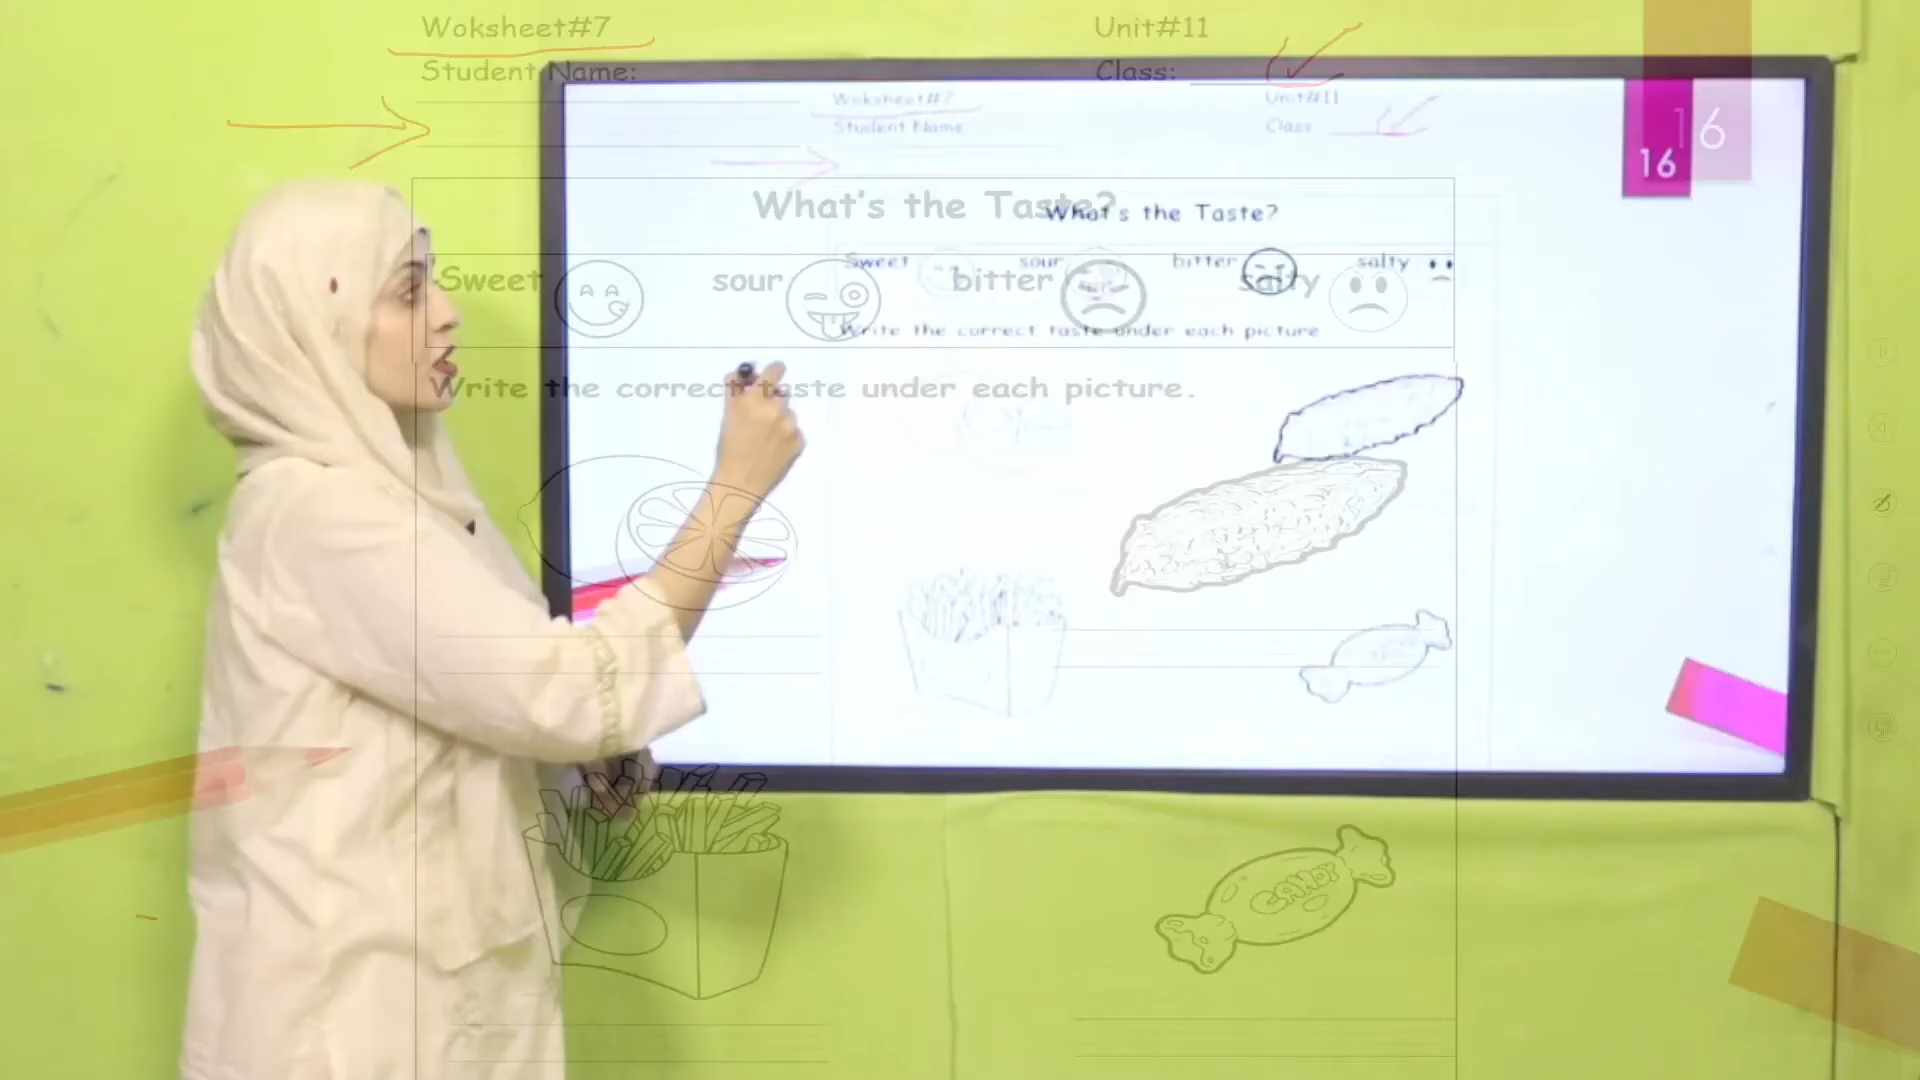 Woksheet#7 Unit#11
Student Name: Class:
16
What's the Taste?
Sweet sour bitter salty
Write the correct taste under each picture.
CANDY
Woksheet#7 Unit#11
Student Name Class
16
What's the Taste?
Sweet sour bitter salty
Write the correct taste under each picture